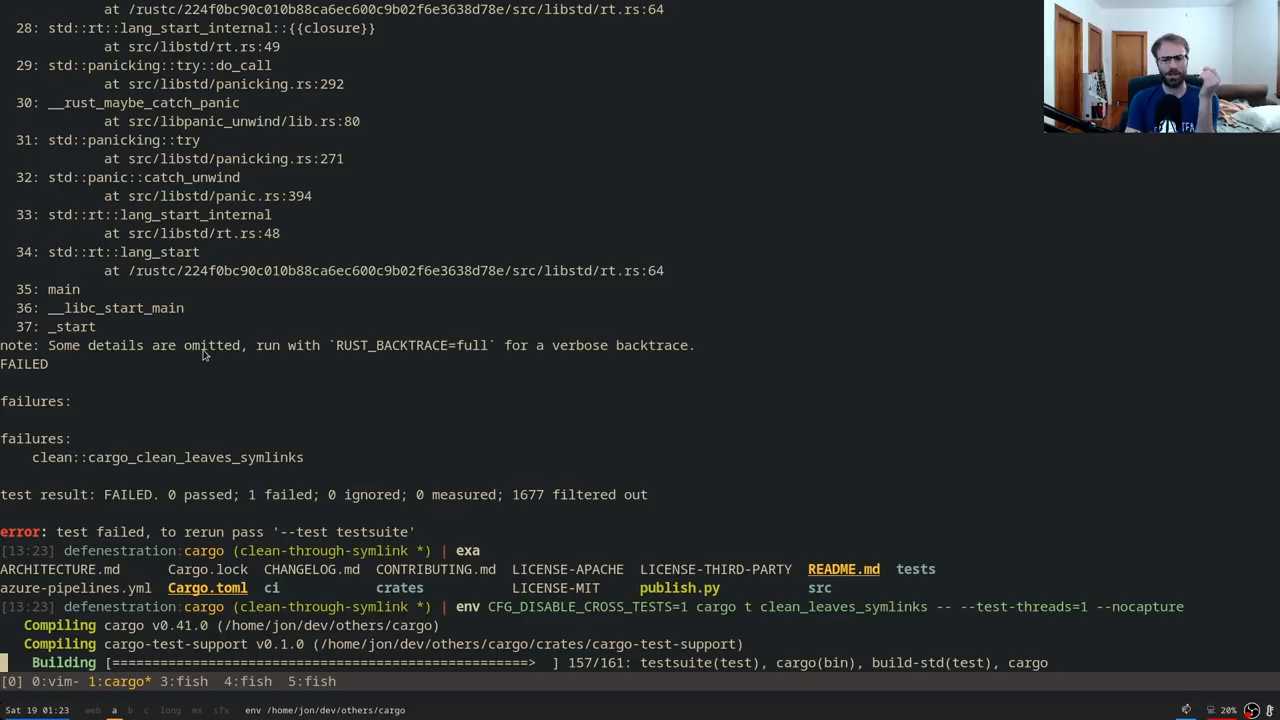 at /rustc/224f0bc90c010b88ca6ec600c9b02f6e3638d78e/src/libstd/rt.rs:64
28: std::rt::lang_start_internal::{{closure}}
at src/libstd/rt.rs:49
29: std::panicking::try::do_call
at src/libstd/panicking.rs:292
30: __rust_maybe_catch_panic
at src/libpanic_unwind/lib.rs:80
31: std::panicking::try
at src/libstd/panicking.rs:271
32: std::panic::catch_unwind
at src/libstd/panic.rs:394
33: std::rt::lang_start_internal
at src/libstd/rt.rs:48
34: std::rt::lang_start
at /rustc/224f0bc90c010b88ca6ec600c9b02f6e3638d78e/src/libstd/rt.rs:64
35: main
36: __libc_start_main
37: _start
note: Some details are omitted, run with `RUST_BACKTRACE=full` for a verbose backtrace.
FAILED
failures:
failures:
clean::cargo_clean_leaves_symlinks
test result: FAILED. 0 passed; 1 failed; 0 ignored; 0 measured; 1677 filtered out
error: test failed, to rerun pass '--test testsuite'
[13:23] defenestration:cargo (clean-through-symlink *) | exa
ARCHITECTURE.md Cargo.lock CHANGELOG.md CONTRIBUTING.md LICENSE-APACHE LICENSE-THIRD-PARTY README.md tests
azure-pipelines.yml Cargo.toml ci crates LICENSE-MIT publish.py src
[13:23] defenestration:cargo (clean-through-symlink *) | env CFG_DISABLE_CROSS_TESTS=1 cargo t clean_leaves_symlinks -- --test-threads=1 --nocapture
Compiling cargo v0.41.0 (/home/jon/dev/others/cargo)
Compiling cargo-test-support v0.1.0 (/home/jon/dev/others/cargo/crates/cargo-test-support)
Building [====================================================> ] 157/161: testsuite(test), cargo(bin), build-std(test), cargo
[0] 0:vim- 1:cargo* 3:fish 4:fish 5:fish
Sat 19 01:23 web a b c long mx sfx env /home/jon/dev/others/cargo 20%